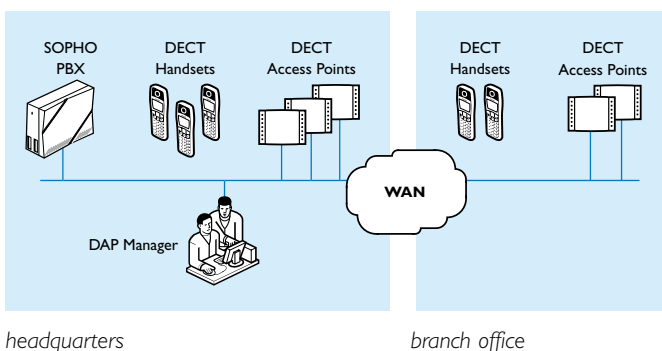 SOPHO
PBX
DECT
Handsets
DECT
Access Points
DECT
Handsets
DECT
Access Points
WAN
DAP Manager
headquarters
branch office